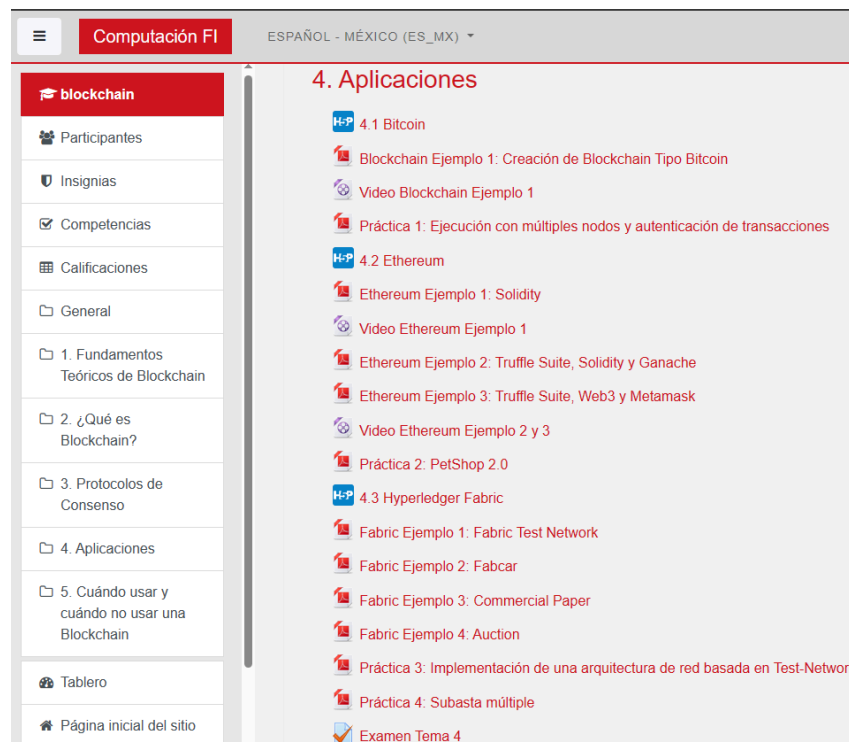 Computación FI
ESPAÑOL - MÉXICO (ES_MX)
blockchain
Participantes
Insignias
Competencias
Calificaciones
General
1. Fundamentos
Teóricos de Blockchain
2. ¿Qué es
Blockchain?
3. Protocolos de
Consenso
4. Aplicaciones
5. Cuándo usar y
cuándo no usar una
Blockchain
Tablero
Página inicial del sitio
4. Aplicaciones
H-P 4.1 Bitcoin
Blockchain Ejemplo 1: Creación de Blockchain Tipo Bitcoin
Video Blockchain Ejemplo 1
Práctica 1: Ejecución con múltiples nodos y autenticación de transacciones
H-P 4.2 Ethereum
Ethereum Ejemplo 1: Solidity
Video Ethereum Ejemplo 1
Ethereum Ejemplo 2: Truffle Suite, Solidity y Ganache
Ethereum Ejemplo 3: Truffle Suite, Web3 y Metamask
Video Ethereum Ejemplo 2 y 3
Práctica 2: PetShop 2.0
H-P 4.3 Hyperledger Fabric
Fabric Ejemplo 1: Fabric Test Network
Fabric Ejemplo 2: Fabcar
Fabric Ejemplo 3: Commercial Paper
Fabric Ejemplo 4: Auction
Práctica 3: Implementación de una arquitectura de red basada en Test-Networ
Práctica 4: Subasta múltiple
Examen Tema 4